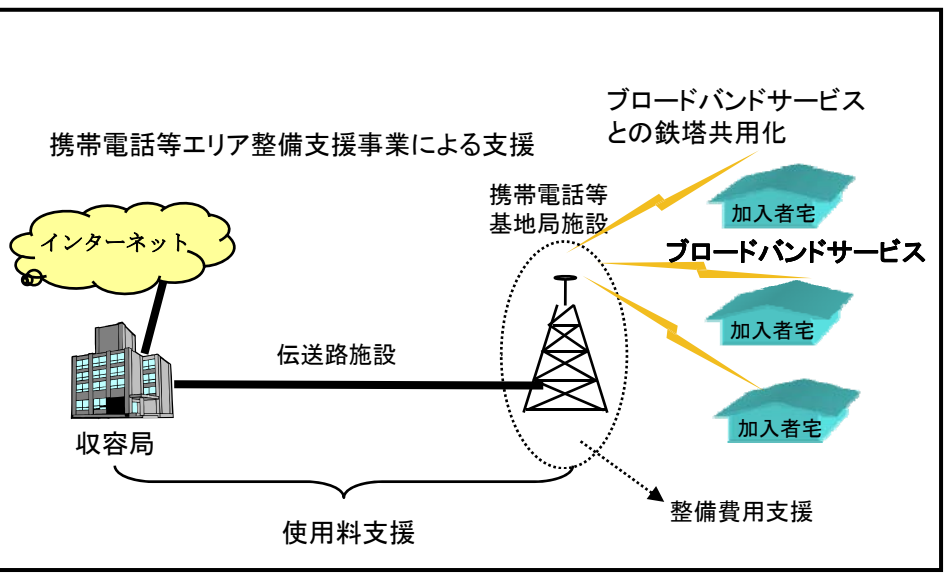 ブロードバンドサービス
との鉄塔共用化
携帯電話等エリア整備支援事業による支援
携帯電話等
基地局施設
加入者宅
インターネット
ブロードバンドサービス
加入者宅
伝送路施設
加入者宅
収容局
整備費用支援
使用料支援